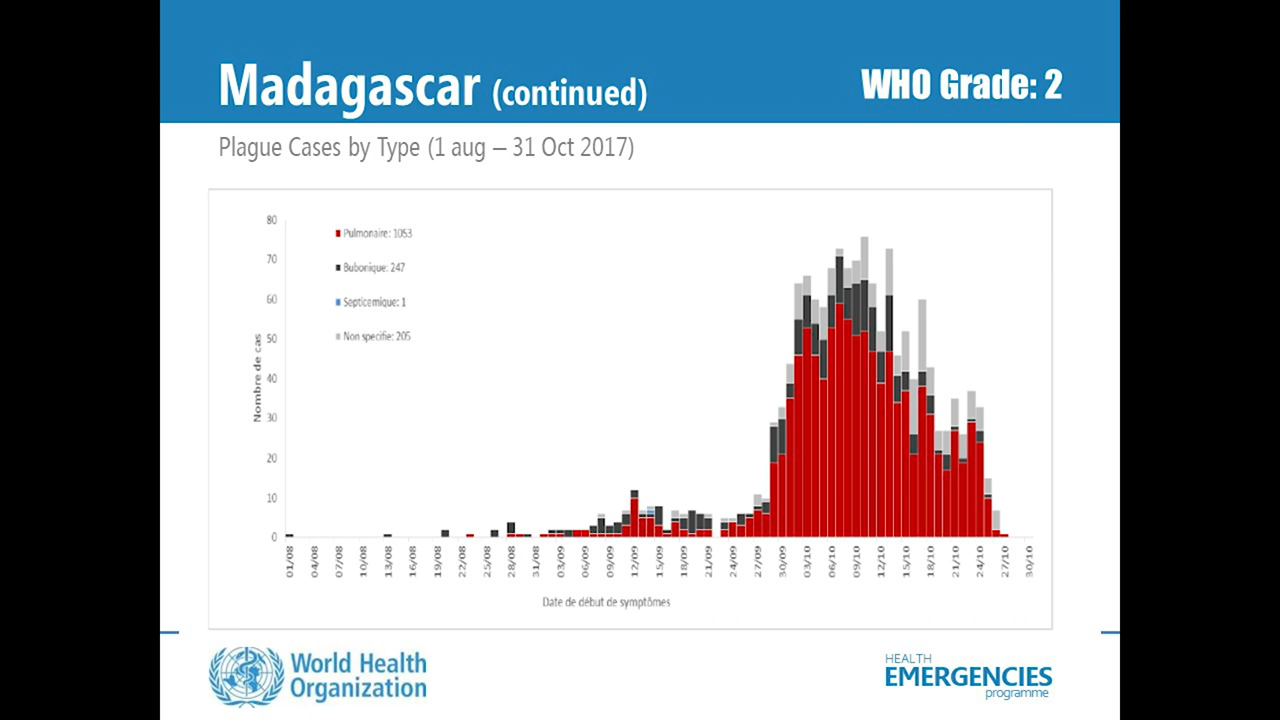 Madagascar (continued)
WHO Grade: 2
Plague Cases by Type (1 aug – 31 Oct 2017)
80
70
60
50
40
30
20
10
0
Nombre de cas
Pulmonaire: 1053
Bubonique: 247
Septicemique: 1
Non specifie: 205
01/08
04/08
07/08
10/08
13/08
16/08
19/08
22/08
25/08
28/08
31/08
03/09
06/09
09/09
12/09
15/09
18/09
21/09
24/09
27/09
30/09
03/10
06/10
09/10
12/10
15/10
18/10
21/10
24/10
27/10
30/10
Date de début de symptômes
World Health
Organization
HEALTH
EMERGENCIES
programme